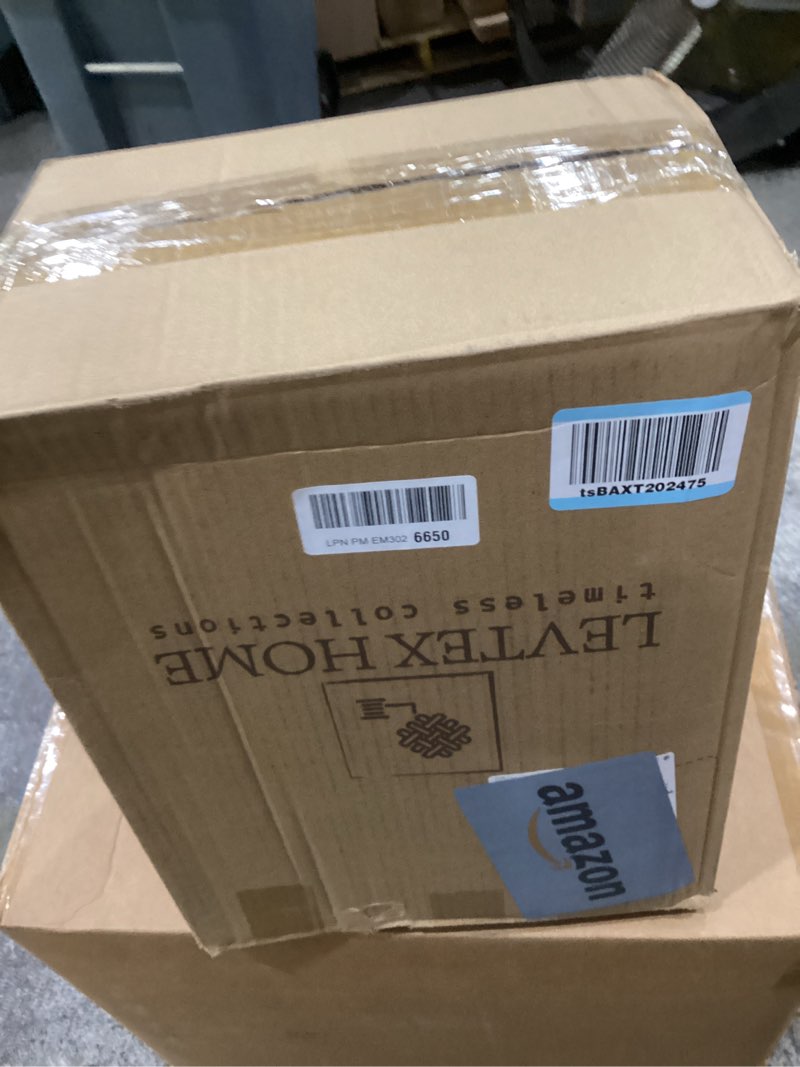 tsBAXT202475
LPN PM EM302 6650
LEVTEX HOME
timeless collections
amazon